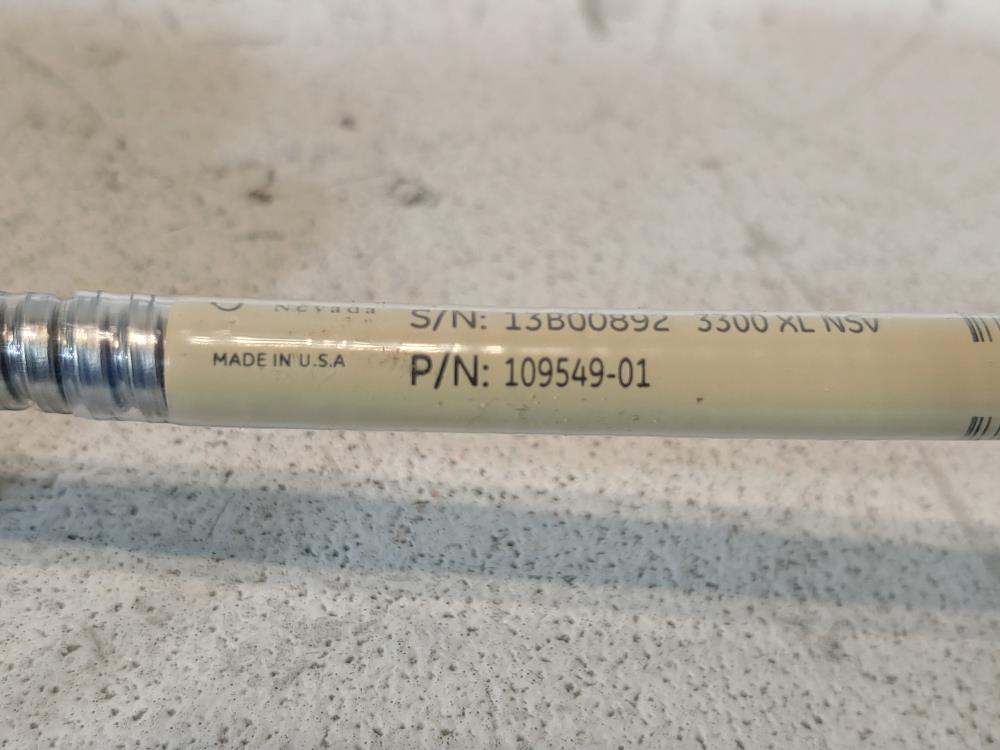 S/N: 13B00892 3300 XL NSV
MADE IN U.S.A
P/N: 109549-01